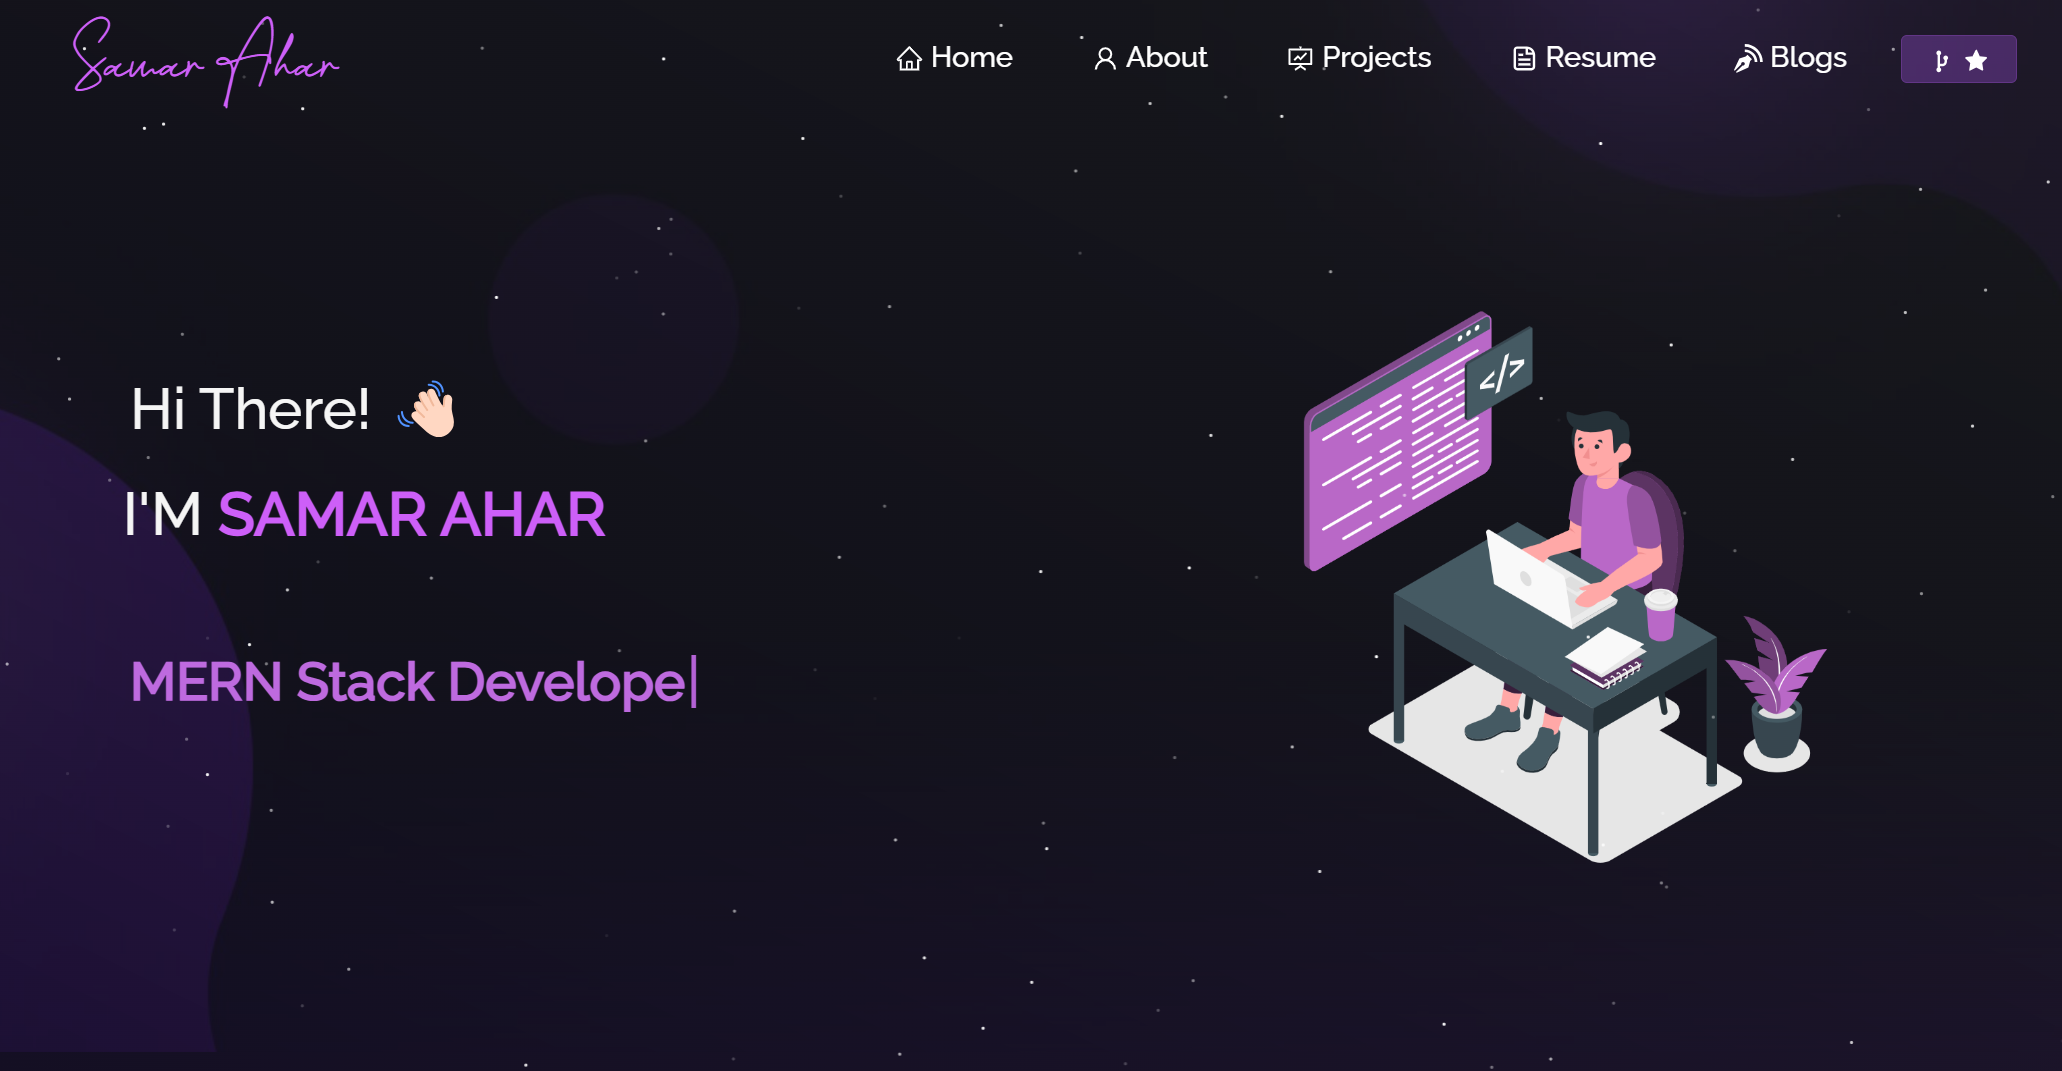 Samar Ahar
Home About Projects Resume Blogs
Hi There!
I'M SAMAR AHAR
MERN Stack Develope
</>